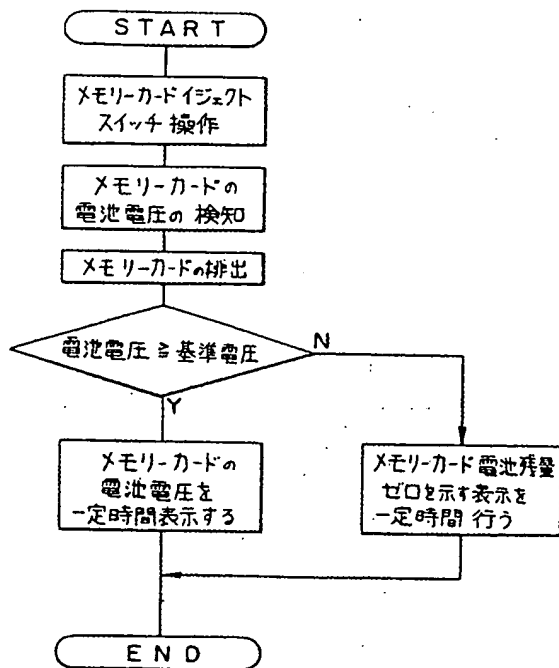 START
メモリーカードイジェクト
スイッチ操作
メモリーカードの
電池電圧の検知
メモリーカードの排出
電池電圧≧基準電圧
N
Y
メモリーカードの
電池電圧を
一定時間表示する
メモリーカード電池残量
ゼロを示す表示を
一定時間行う
END